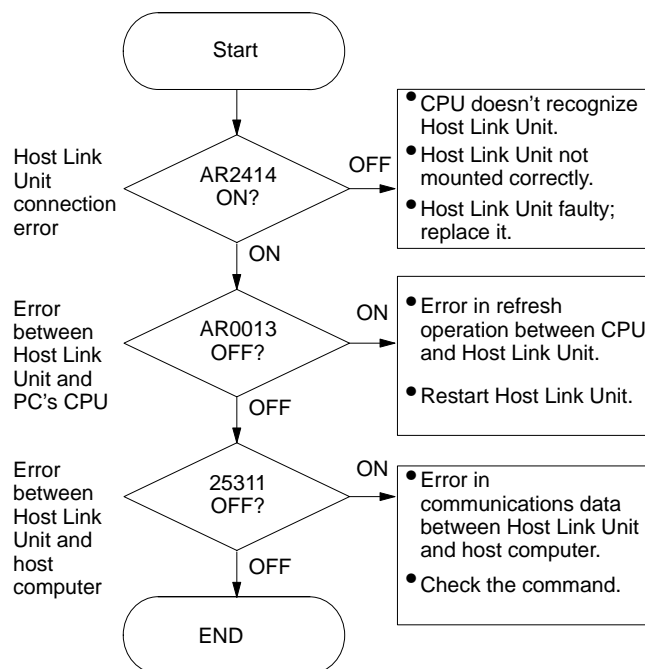 Start
Host Link
Unit
connection
error
AR2414
ON?
OFF
• CPU doesn't recognize
Host Link Unit.
• Host Link Unit not
mounted correctly.
• Host Link Unit faulty;
replace it.
ON
Error
between
Host Link
Unit and
PC's CPU
AR0013
OFF?
ON
• Error in refresh
operation between CPU
and Host Link Unit.
• Restart Host Link Unit.
OFF
Error
between
Host Link
Unit and
host
computer
25311
OFF?
ON
• Error in
communications data
between Host Link Unit
and host computer.
• Check the command.
OFF
END